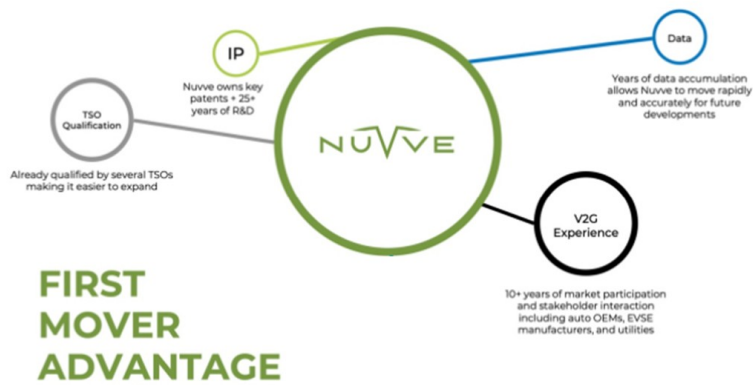 IP
Nuvve owns key
patents + 25+
years of R&D
Data
Years of data accumulation
allows Nuvve to move rapidly
and accurately for future
developments
TSO
Qualification
Already qualified by several TSOs
making it easier to expand
NUVVE
V2G
Experience
10+ years of market participation
and stakeholder interaction
including auto OEMs, EVSE
manufacturers, and utilities
FIRST
MOVER
ADVANTAGE